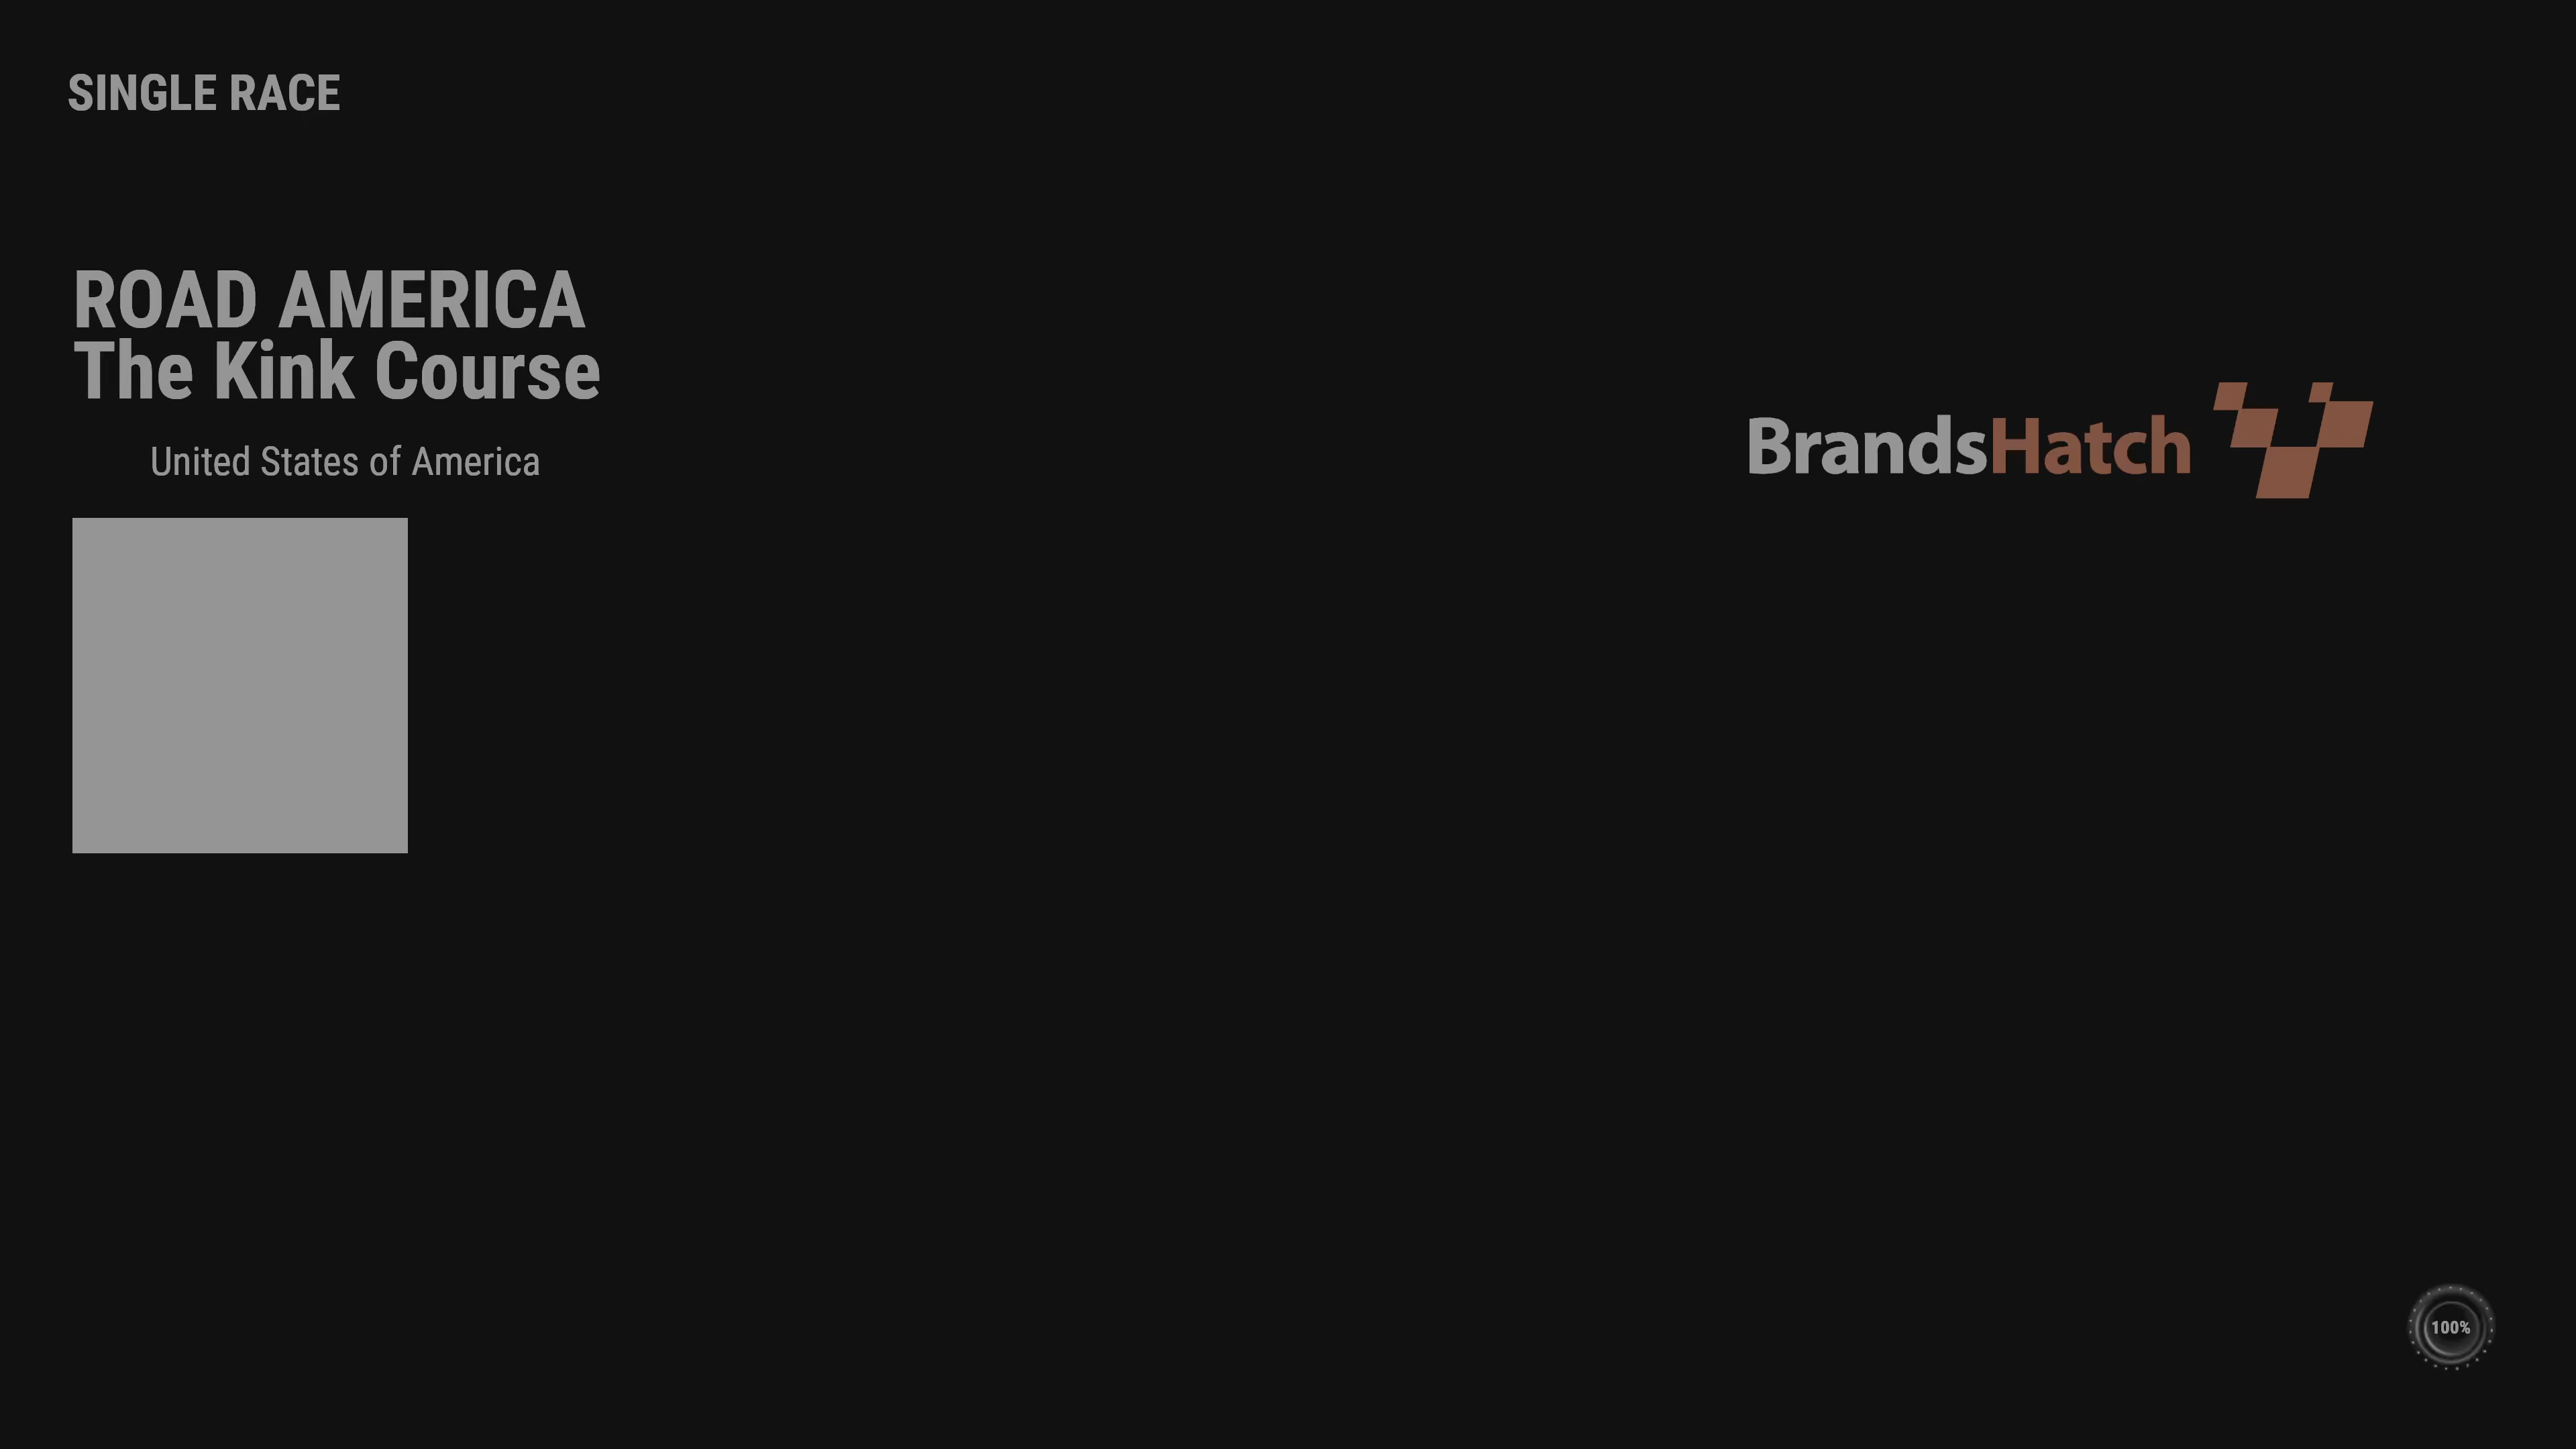 SINGLE RACE
ROAD AMERICA
The Kink Course
United States of America
BrandsHatch
100%